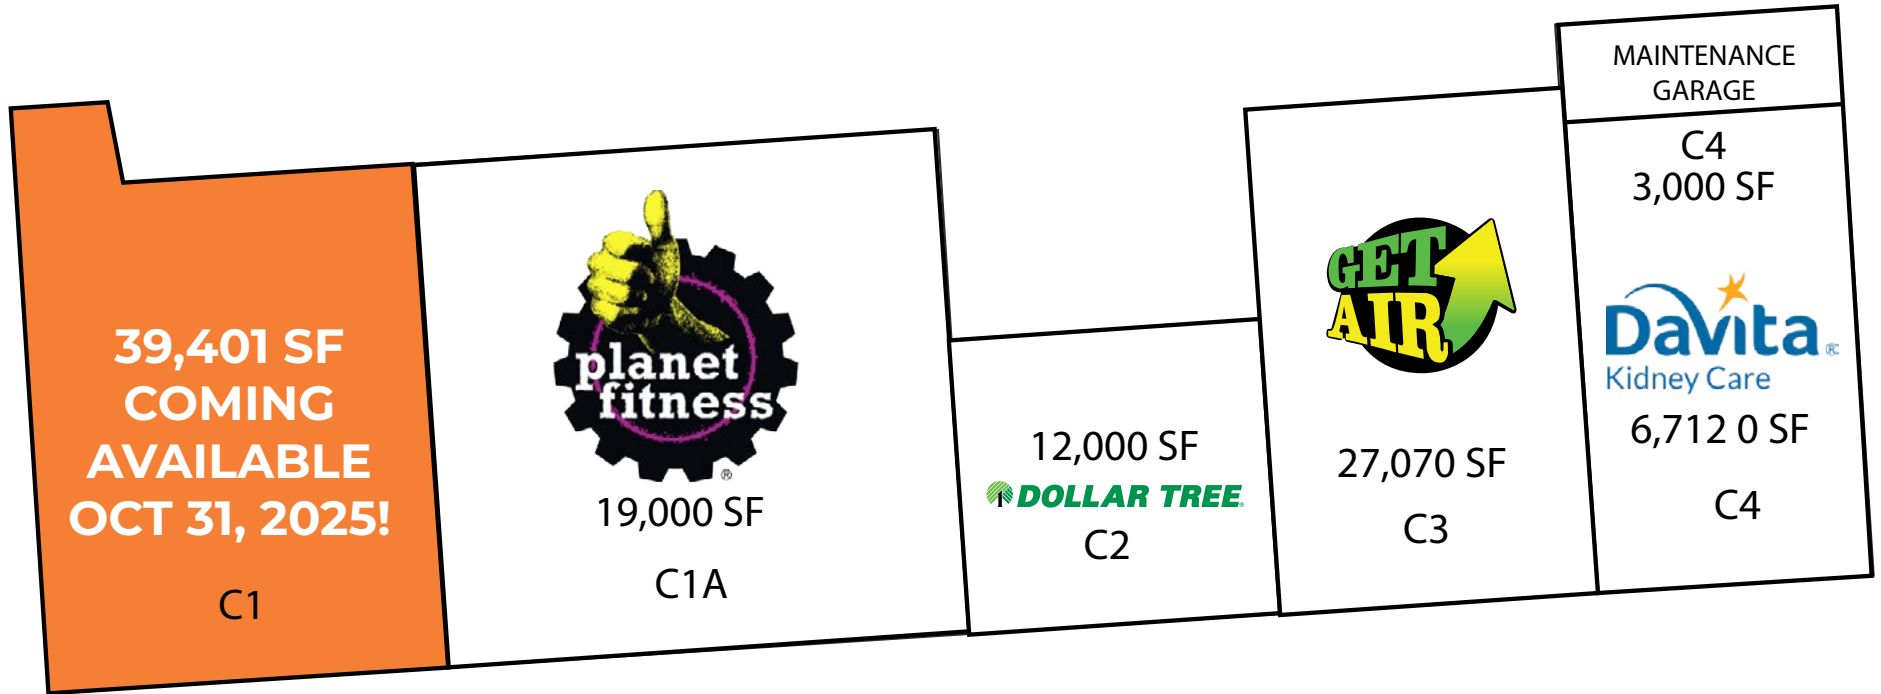 39,401 SF
COMING
AVAILABLE
OCT 31, 2025!
C1
planet
fitness
®
19,000 SF
C1A
12,000 SF
DOLLAR TREE
C2
GET
AIR
27,070 SF
C3
MAINTENANCE
GARAGE
C4
3,000 SF
DaVita®
Kidney Care
6,712 0 SF
C4